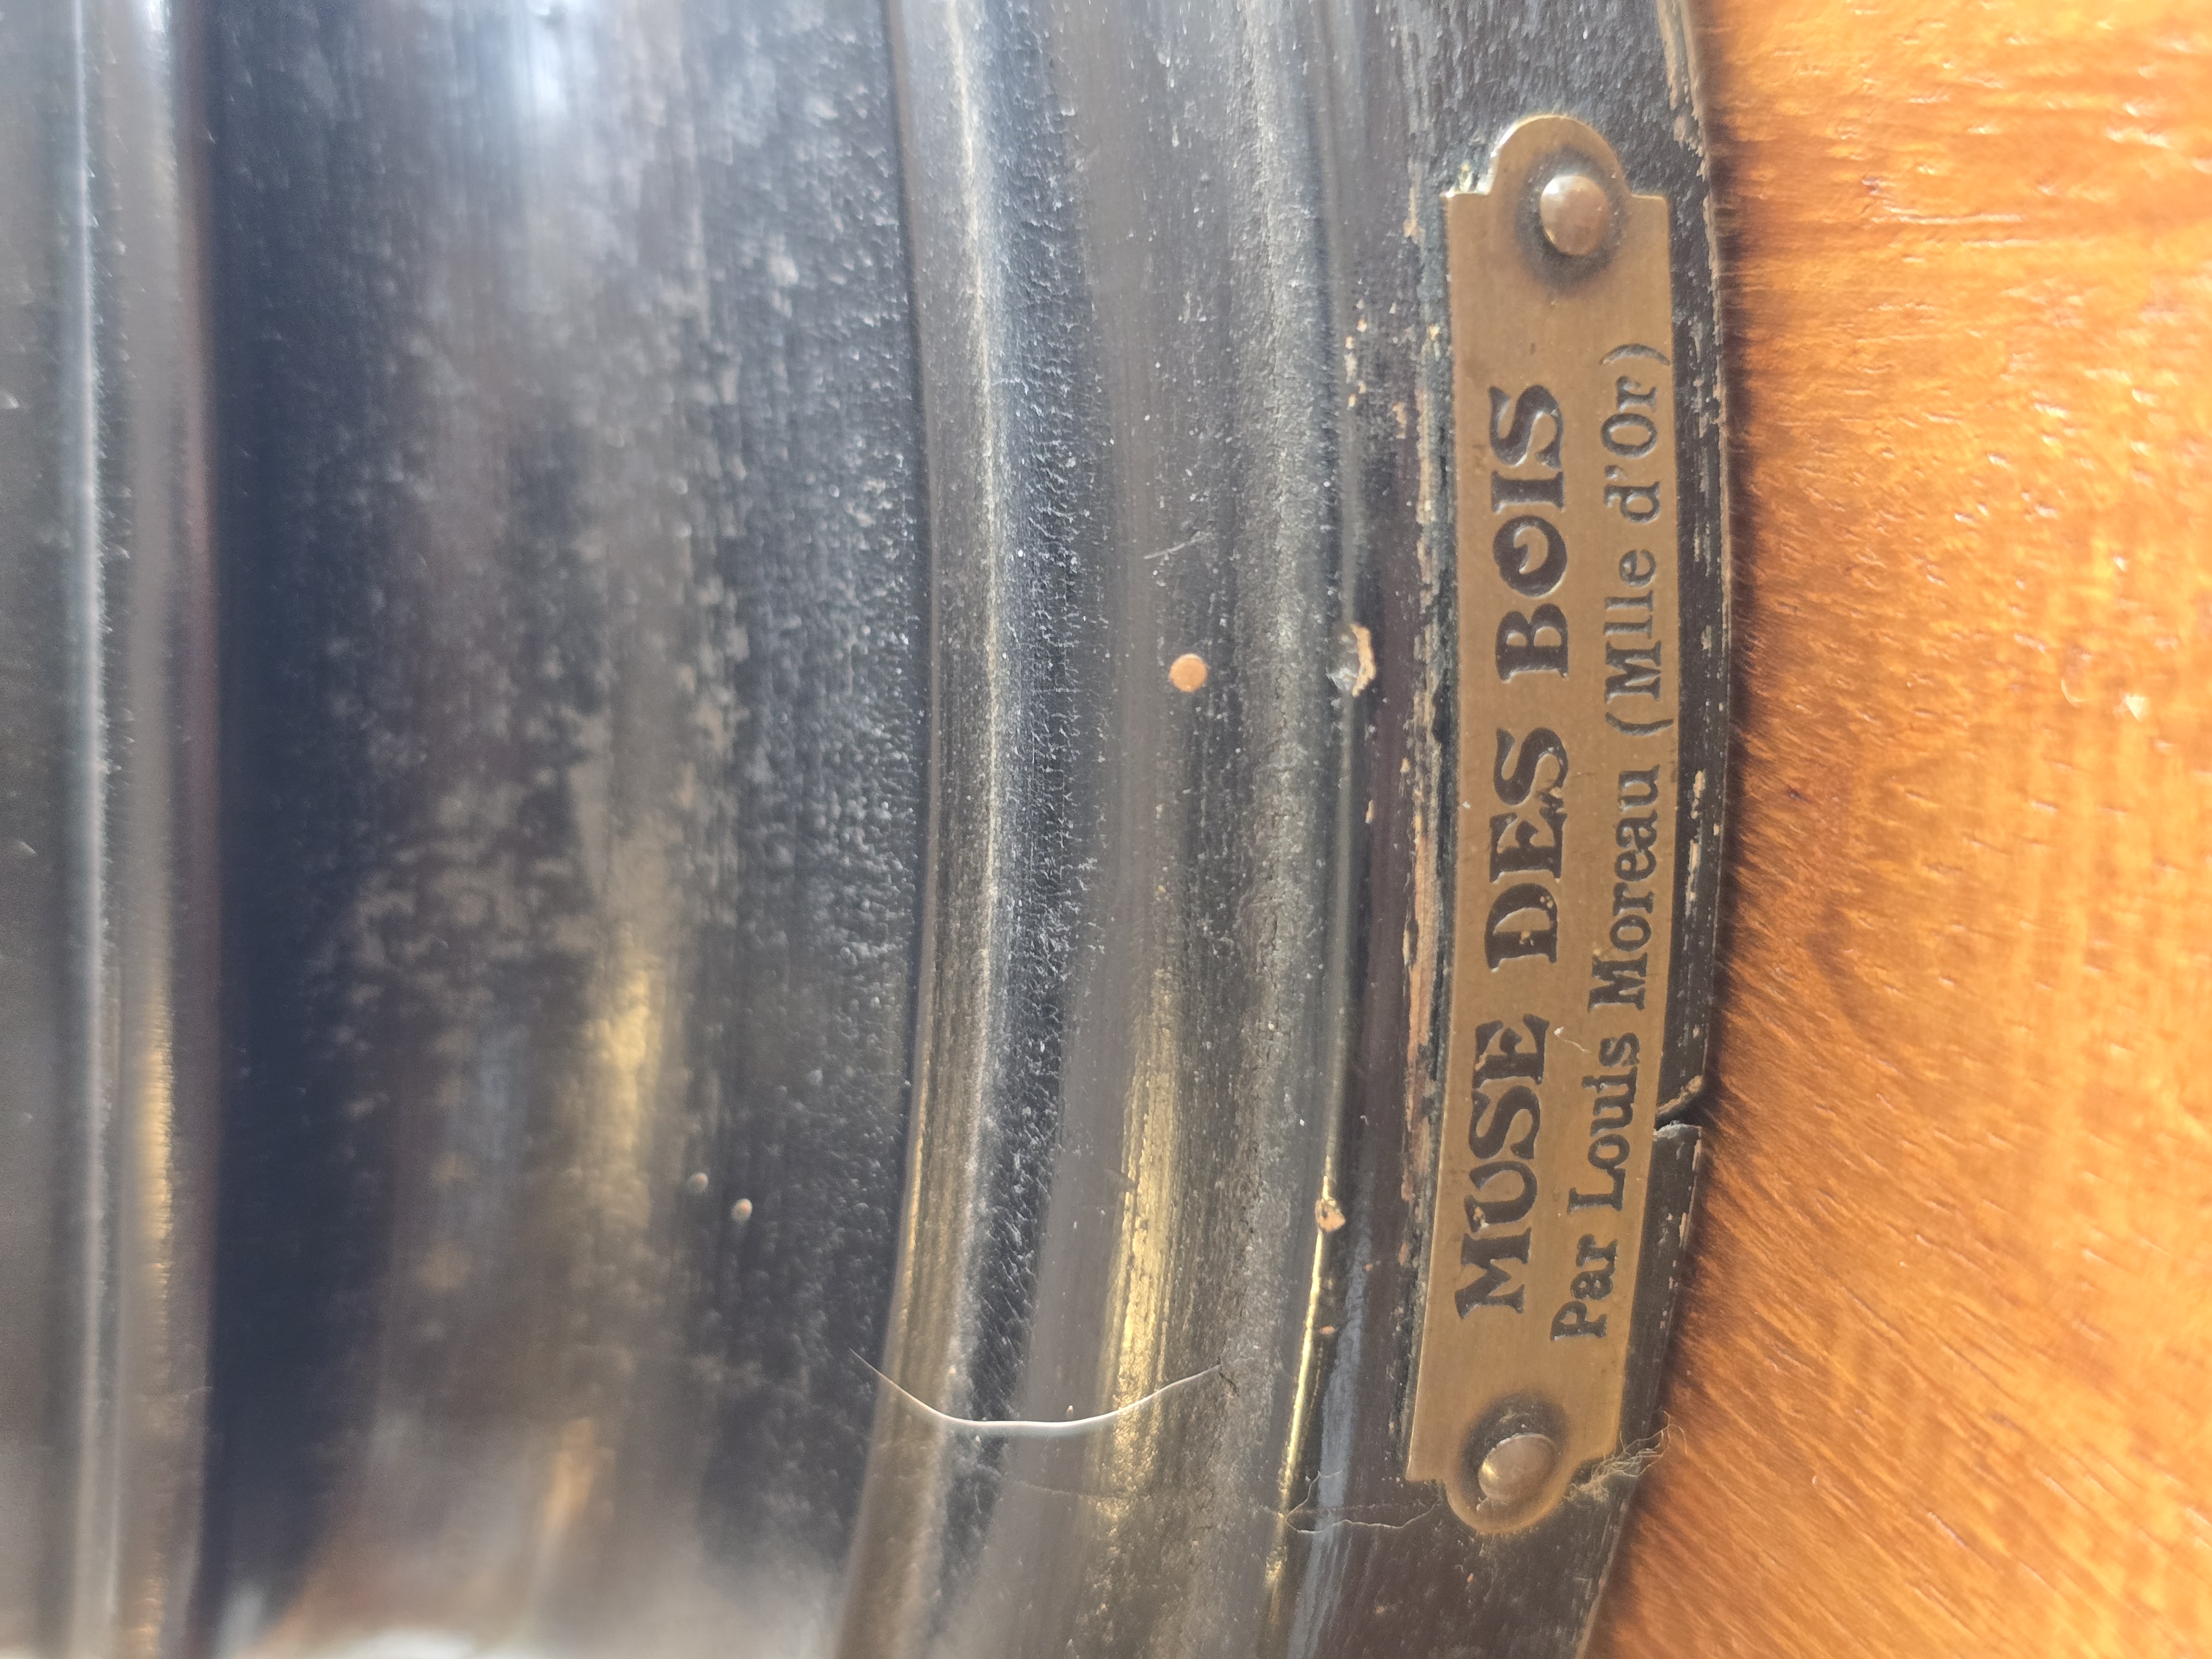 MUSE DES BOIS
Par Louis Moreau (Mlle d'Or)